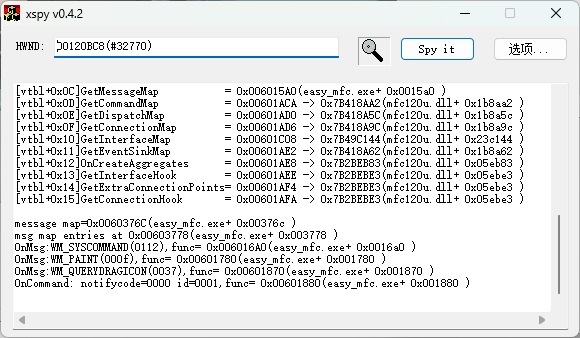 xspy v0.4.2
HWND: 00120BC8(#32770)
Spy it
选项...
[vtbl+0x0C]GetMessageMap = 0x006015A0(easy_mfc.exe+ 0x0015a0 )
[vtbl+0x0D]GetCommandMap = 0x00601ACA -> 0x7B418AA2(mfc120u.dll+ 0x1b8aa2 )
[vtbl+0x0E]GetDispatchMap = 0x00601AD0 -> 0x7B418A5C(mfc120u.dll+ 0x1b8a5c )
[vtbl+0x0F]GetConnectionMap = 0x00601AD6 -> 0x7B418A9C(mfc120u.dll+ 0x1b8a9c )
[vtbl+0x10]GetInterfaceMap = 0x00601C08 -> 0x7B49C144(mfc120u.dll+ 0x23c144 )
[vtbl+0x11]GetEventSinkMap = 0x00601AE2 -> 0x7B418A62(mfc120u.dll+ 0x1b8a62 )
[vtbl+0x12]OnCreateAggregates = 0x00601AE8 -> 0x7B2BEB83(mfc120u.dll+ 0x05eb83 )
[vtbl+0x13]GetInterfaceHook = 0x00601AEE -> 0x7B2BEBE3(mfc120u.dll+ 0x05ebe3 )
[vtbl+0x14]GetExtraConnectionPoints= 0x00601AF4 -> 0x7B2BEBE3(mfc120u.dll+ 0x05ebe3 )
[vtbl+0x15]GetConnectionHook = 0x00601AFA -> 0x7B2BEBE3(mfc120u.dll+ 0x05ebe3 )
message map=0x0060376C(easy_mfc.exe+ 0x00376c )
msg map entries at 0x00603778(easy_mfc.exe+ 0x003778 )
OnMsg:WM_SYSCOMMAND(0112),func= 0x006016A0(easy_mfc.exe+ 0x0016a0 )
OnMsg:WM_PAINT(000f),func= 0x00601780(easy_mfc.exe+ 0x001780 )
OnMsg:WM_QUERYDRAGICON(0037),func= 0x00601870(easy_mfc.exe+ 0x001870 )
OnCommand: notifycode=0000 id=0001,func= 0x00601880(easy_mfc.exe+ 0x001880 )